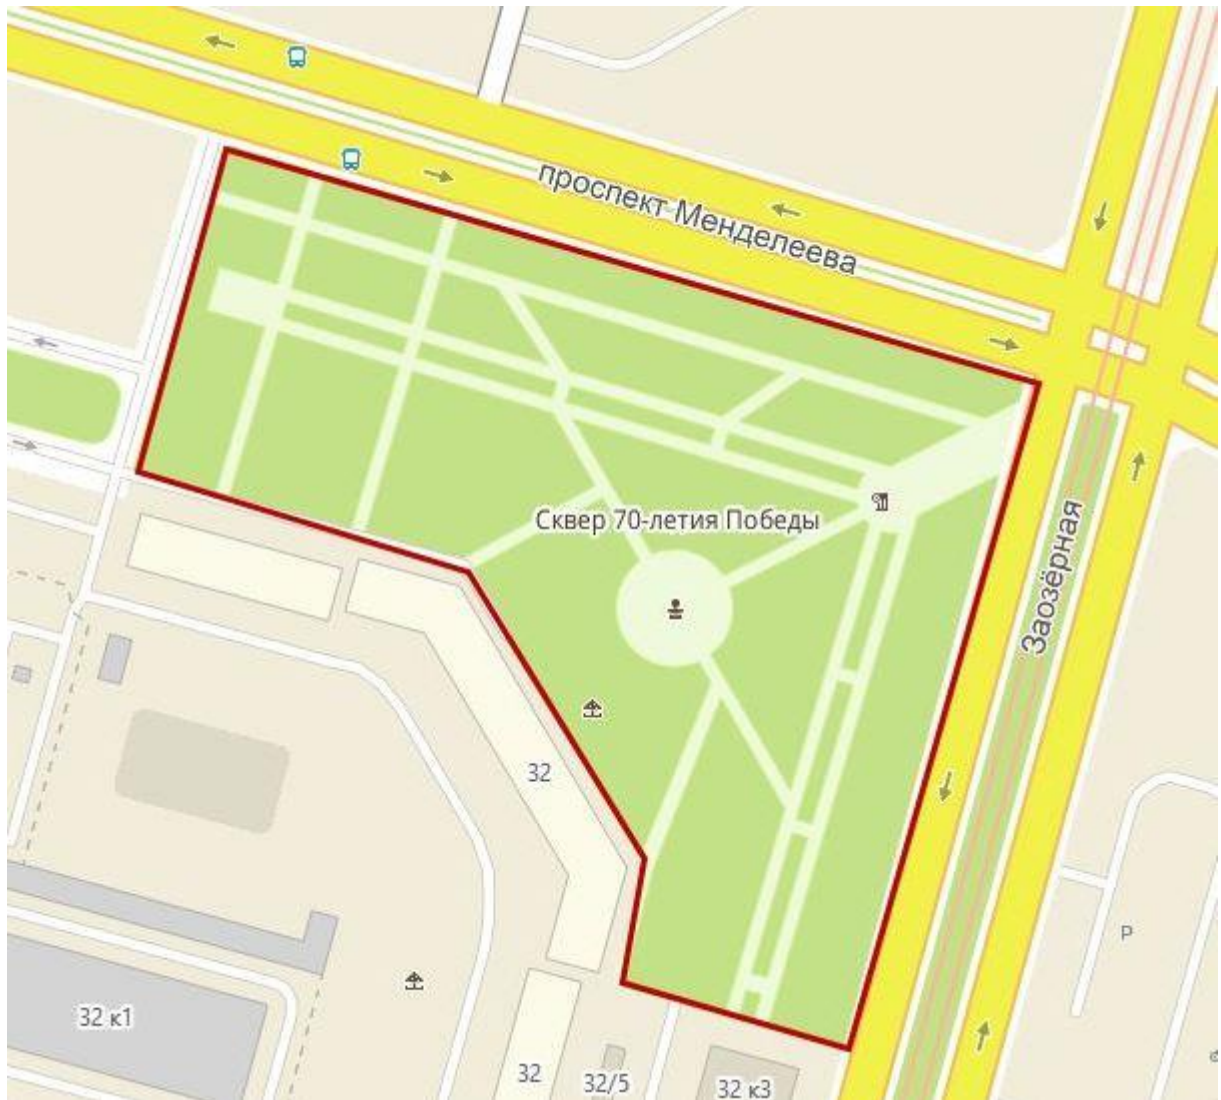 проспект Менделеева
Сквер 70-летия Победы
Заозёрная
32
P
32 к1
32
32/5
32 к3